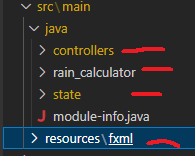 src\main
java
controllers
rain_calculator
state
J module-info.java
resources\fxml